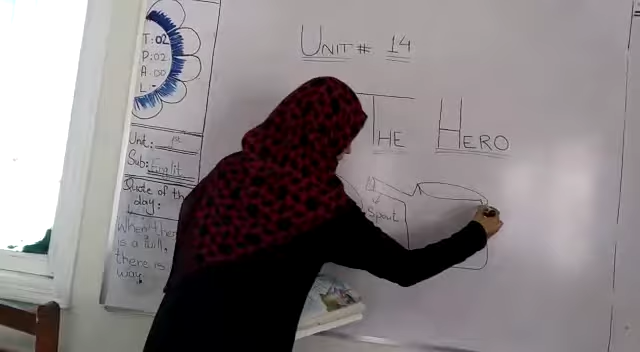 T: 02
P: 02
A: 00
L -
Unit:
Sub: English
Quote of the
day:
When there
is a will,
there is
way.
UNIT # 14
THE HERO
Spout